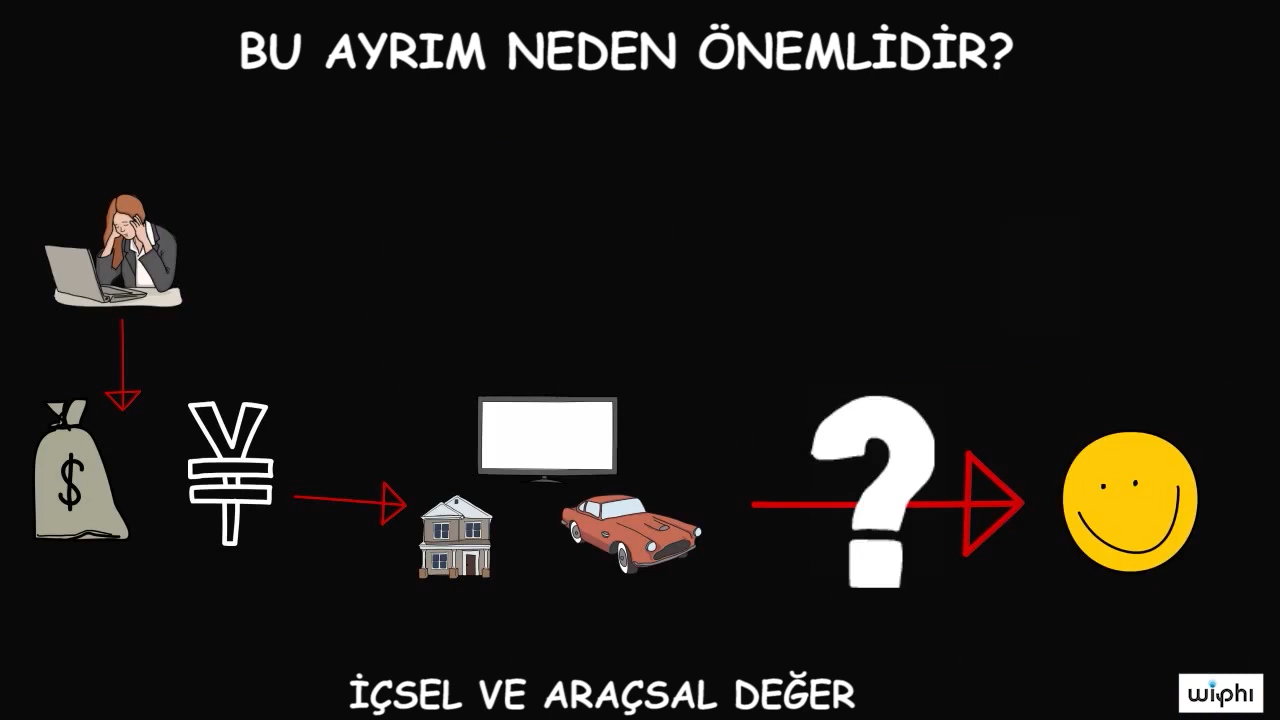 BU AYRIM NEDEN ÖNEMLİDİR?
$
¥
İÇSEL VE ARAÇSAL DEĞER
wiphi